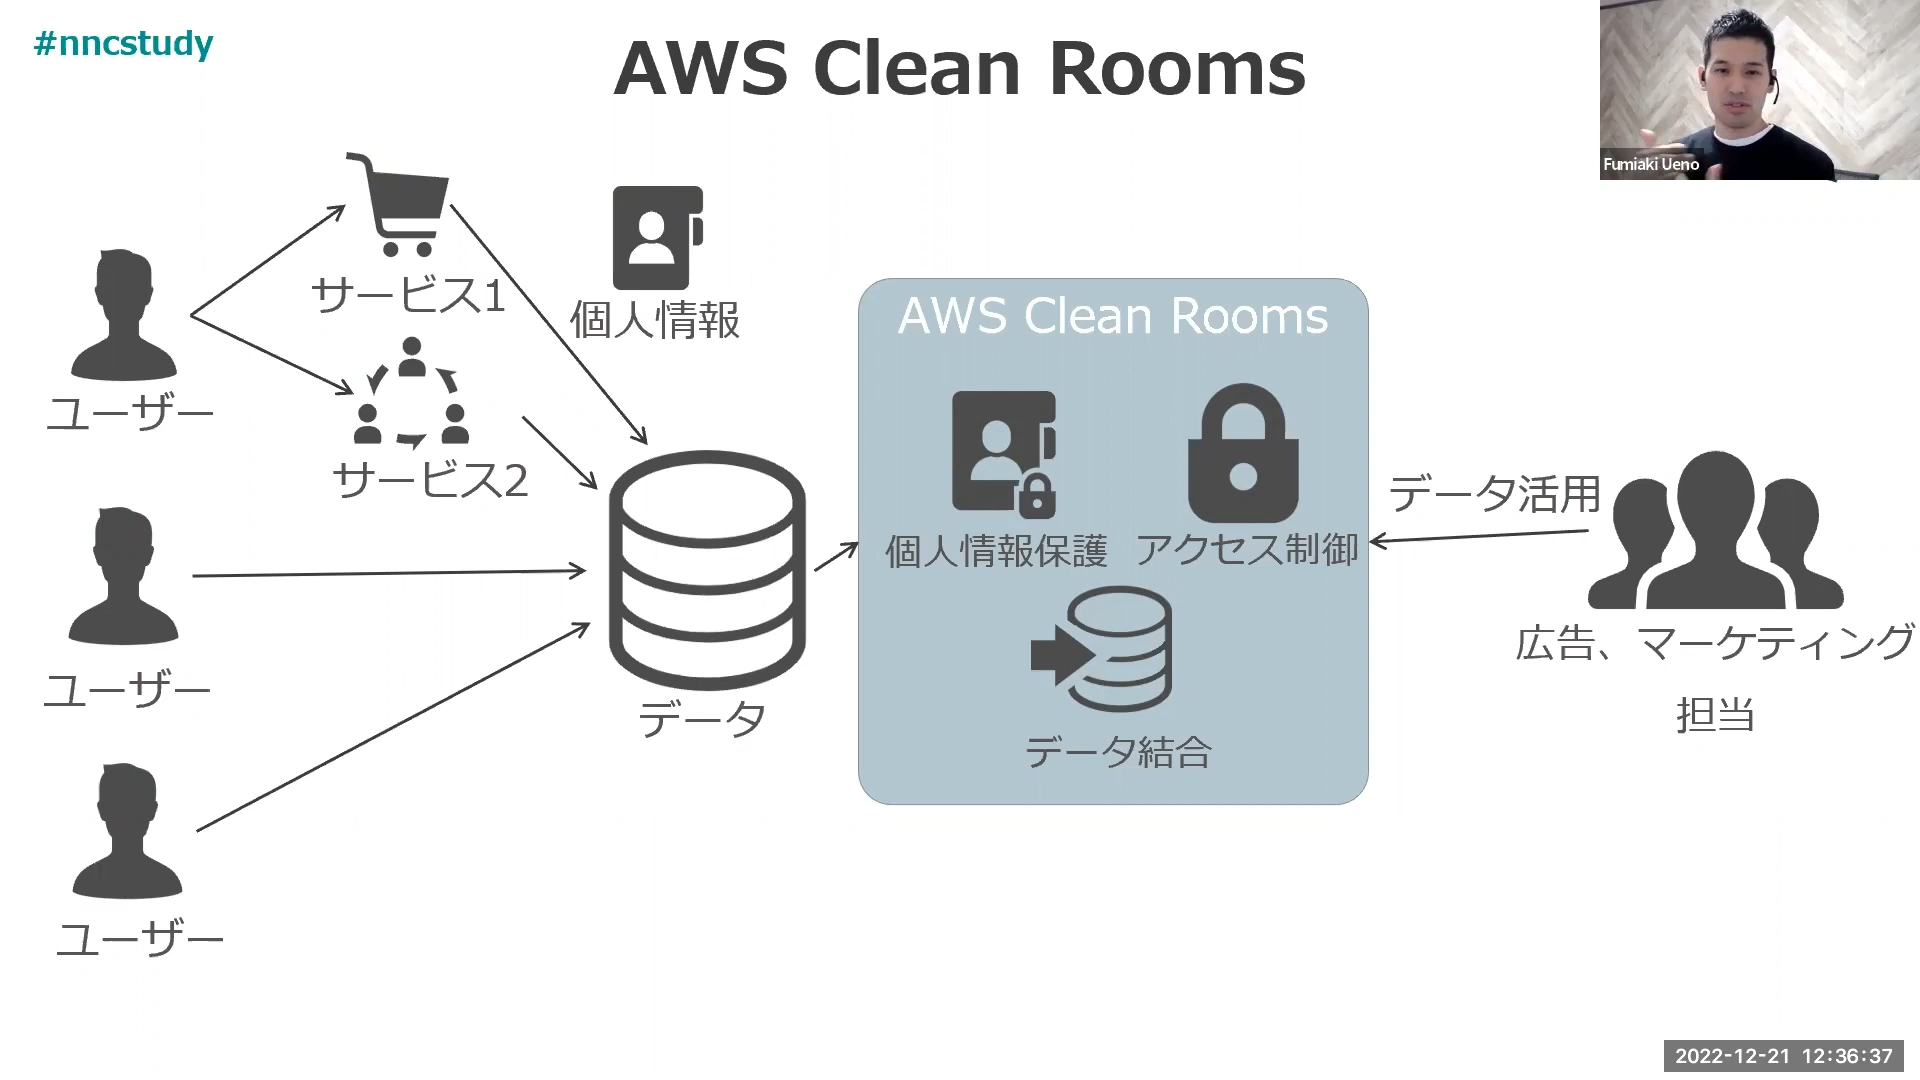 #nncstudy
AWS Clean Rooms
Fumiaki Ueno
サービス1
個人情報
ユーザー
サービス2
AWS Clean Rooms
個人情報保護
アクセス制御
データ活用
広告、マーケティング
担当
ユーザー
データ
データ結合
ユーザー
2022-12-21 12:36:37